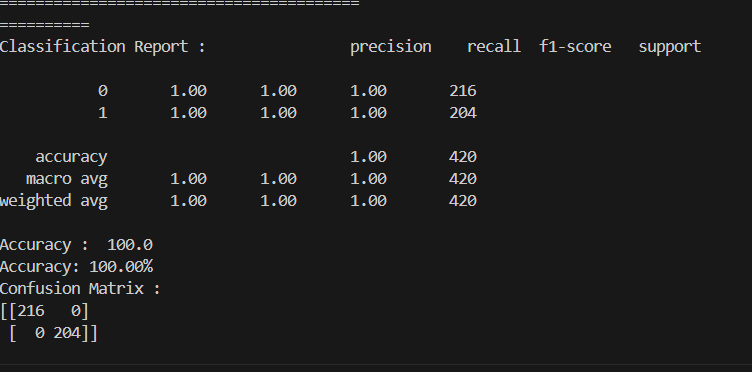 ========================================
==========
Classification Report :                precision    recall  f1-score   support

           0       1.00      1.00      1.00       216
           1       1.00      1.00      1.00       204

    accuracy                           1.00       420
   macro avg       1.00      1.00      1.00       420
weighted avg       1.00      1.00      1.00       420

Accuracy :  100.0
Accuracy: 100.00%
Confusion Matrix :
[[216   0]
 [  0 204]]